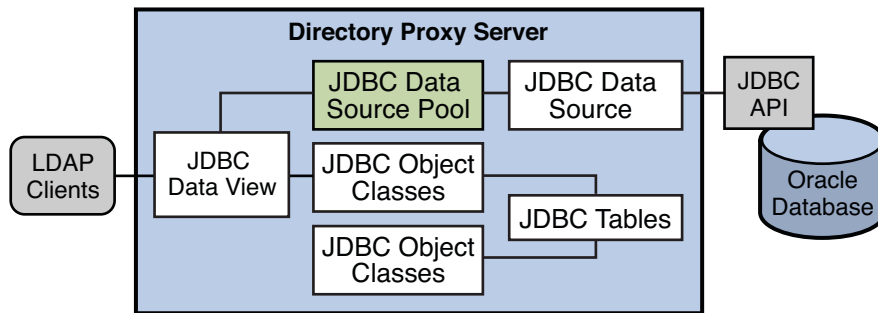 Directory Proxy Server
JDBC Data
Source Pool
JDBC Data
Source
JDBC
API
LDAP
Clients
JDBC
Data View
JDBC Object
Classes
JDBC Tables
Oracle
Database
JDBC Object
Classes